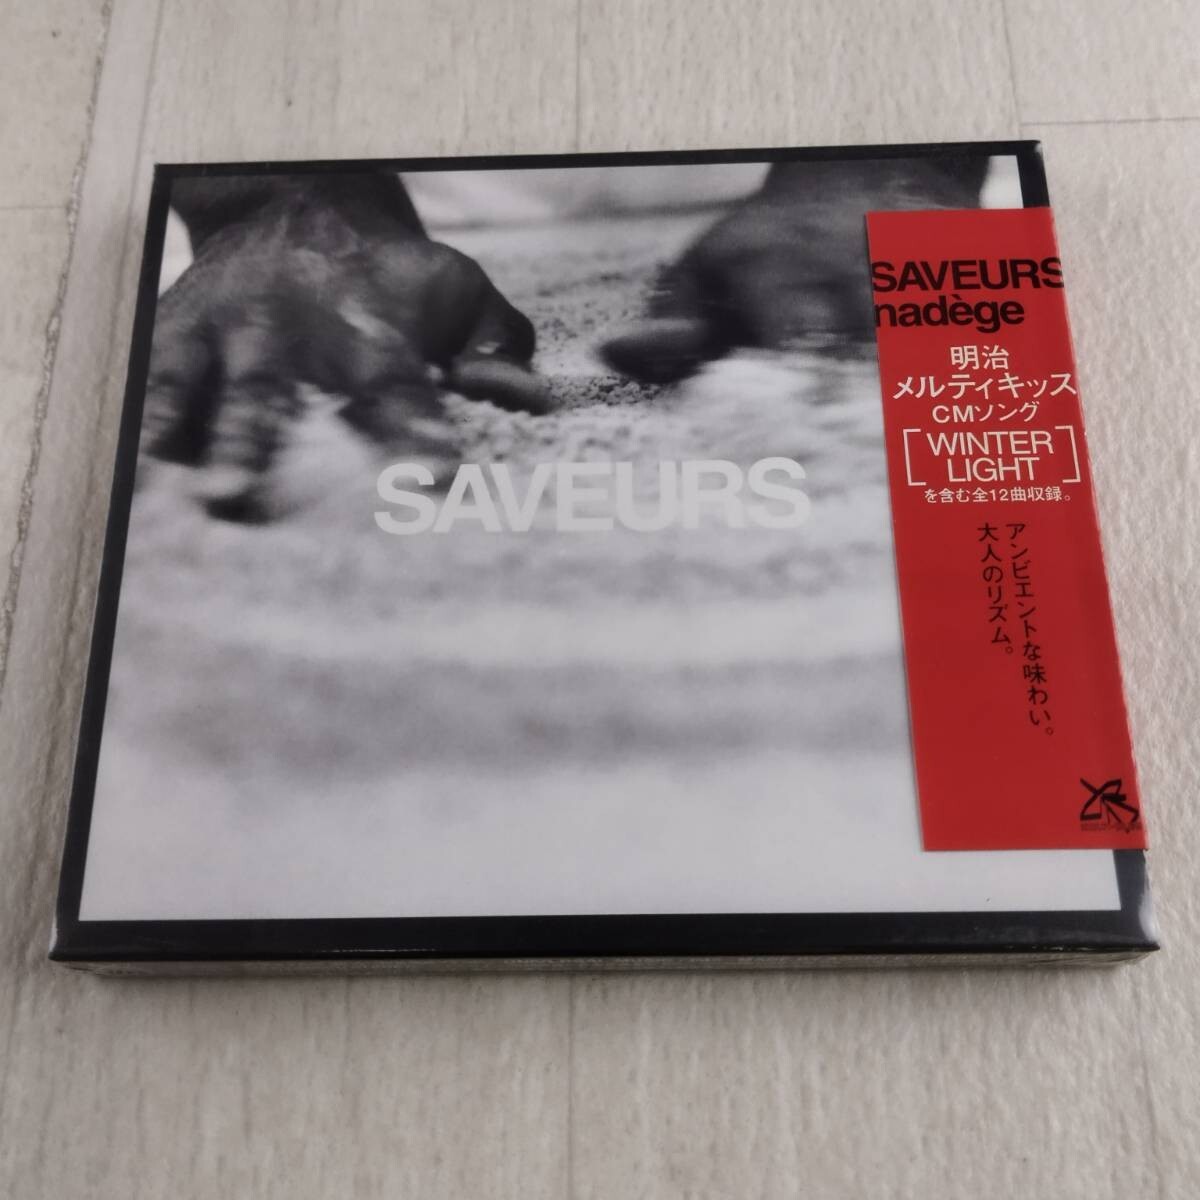 SAVEURS
SAVEURS
nadège
明治
メルティキッス
CMソング
[WINTER
LIGHT]
を含む全12曲収録。
アンビエントな味わい。
大人のリズム。